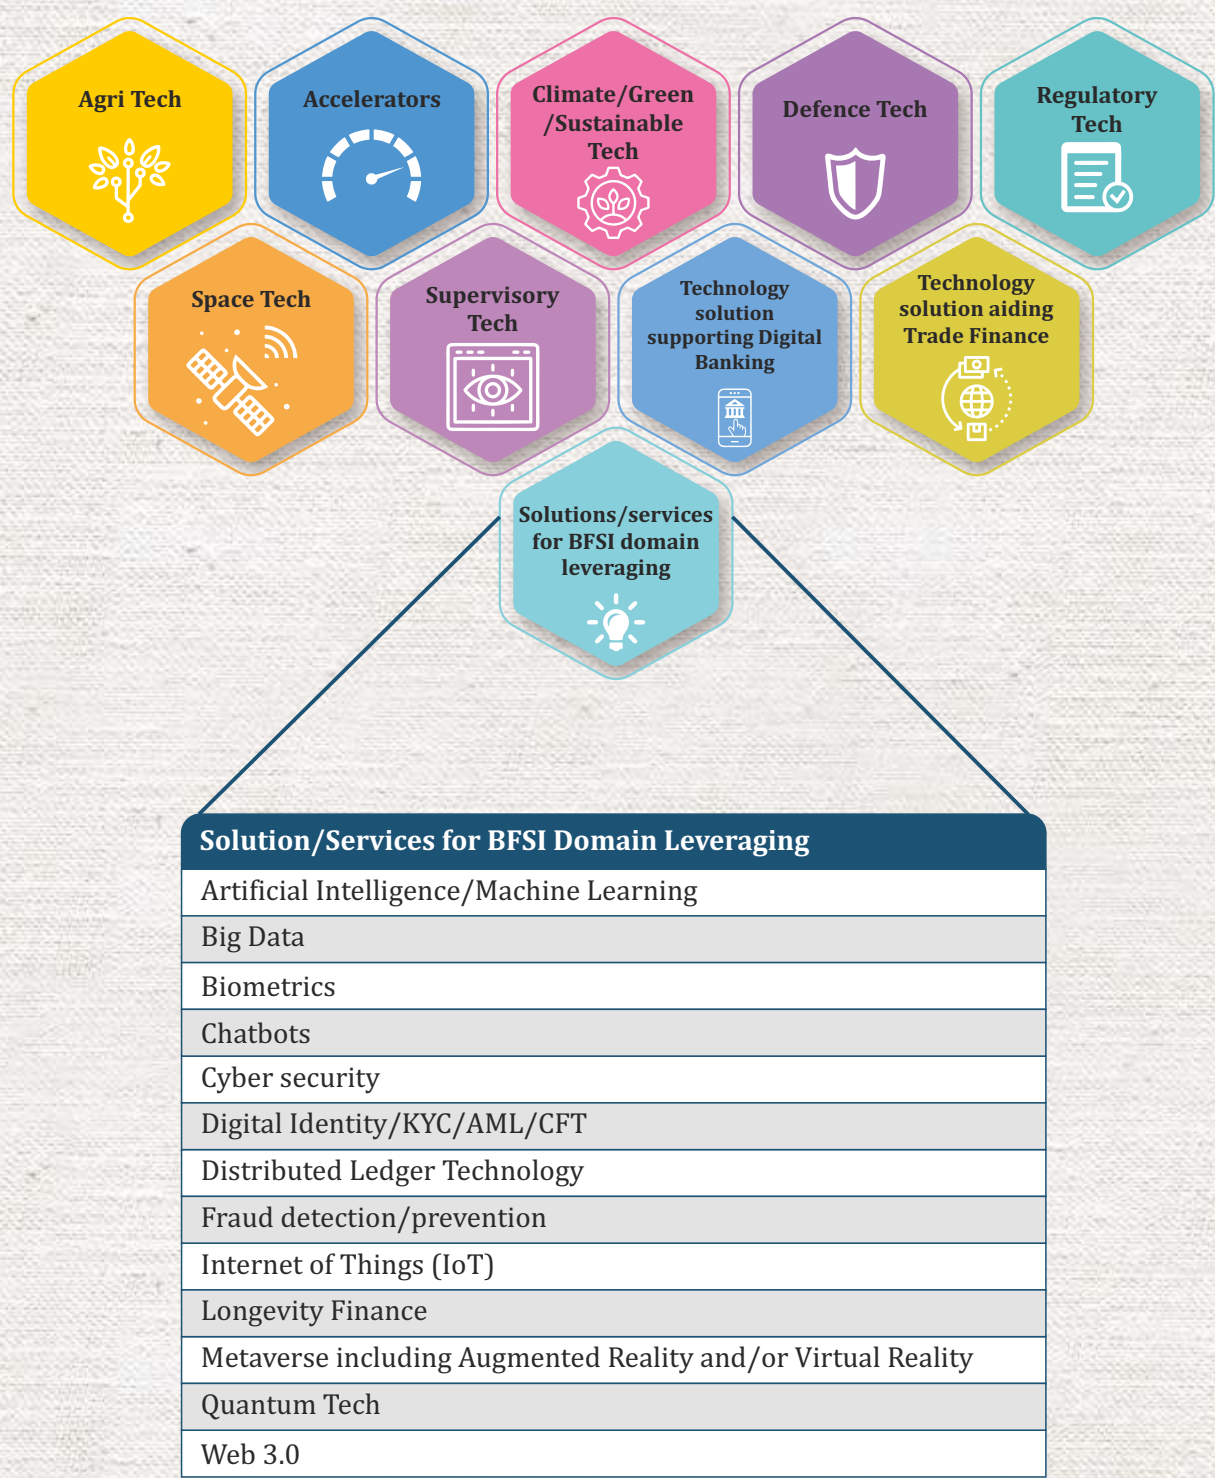 Agri Tech
Accelerators
Climate/Green
/Sustainable
Tech
Defence Tech
Regulatory
Tech
Space Tech
Supervisory
Tech
Technology
solution
supporting Digital
Banking
Technology
solution aiding
Trade Finance
Solutions/services
for BFSI domain
leveraging
Solution/Services for BFSI Domain Leveraging
Artificial Intelligence/Machine Learning
Big Data
Biometrics
Chatbots
Cyber security
Digital Identity/KYC/AML/CFT
Distributed Ledger Technology
Fraud detection/prevention
Internet of Things (IoT)
Longevity Finance
Metaverse including Augmented Reality and/or Virtual Reality
Quantum Tech
Web 3.0